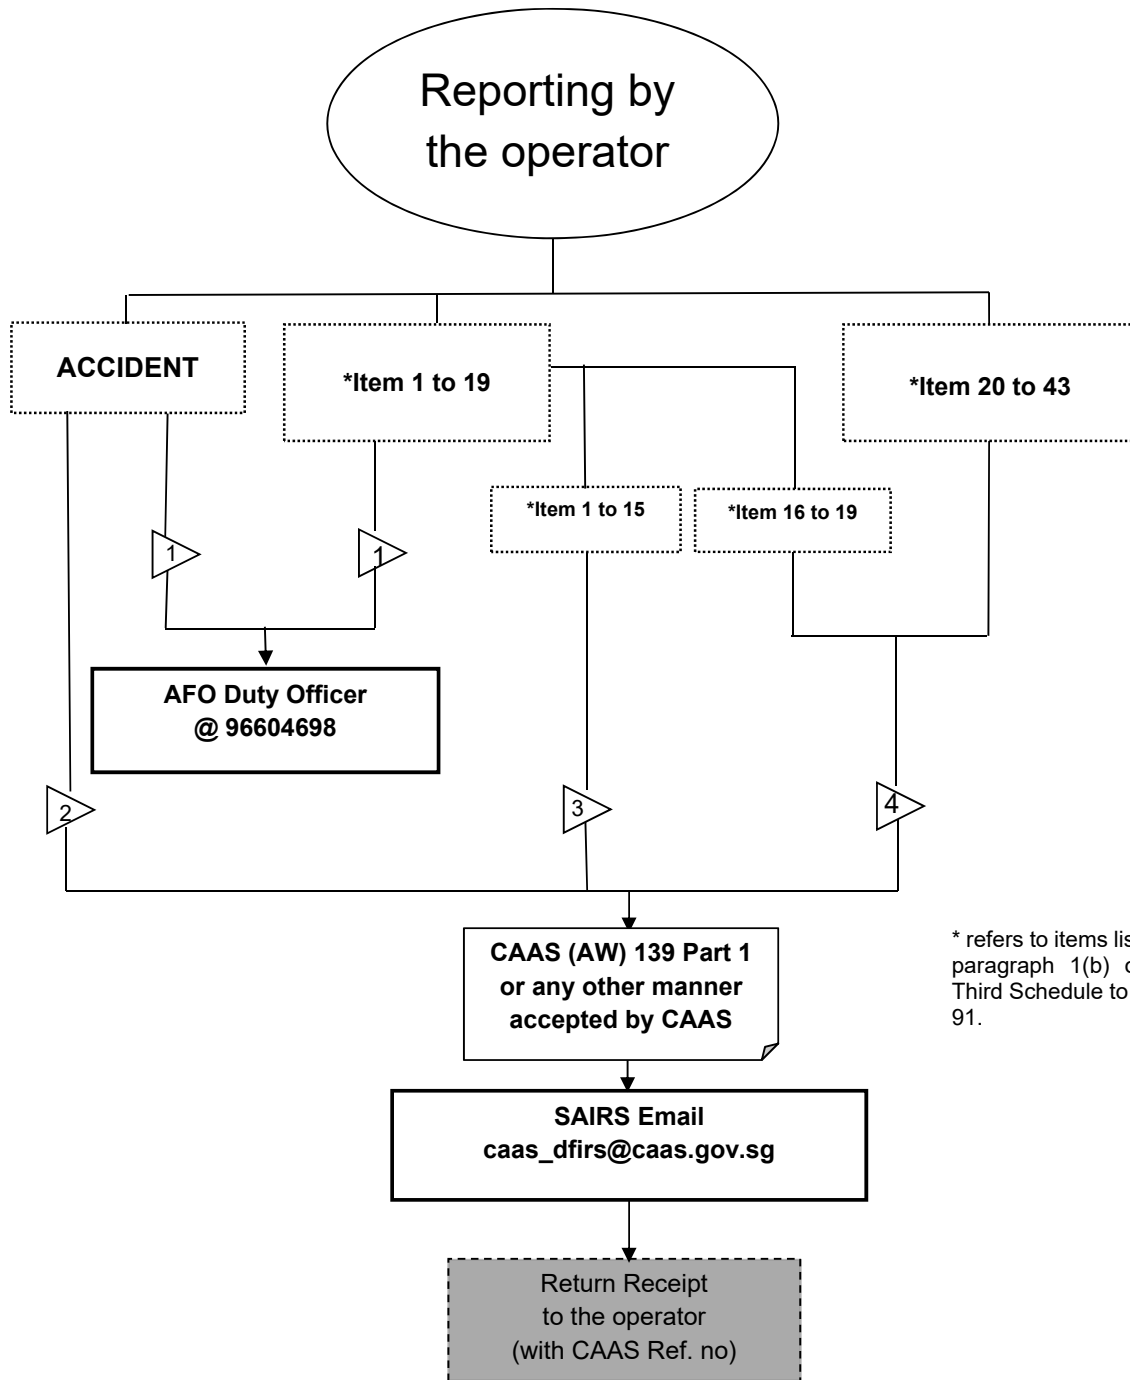 Reporting by
the operator
ACCIDENT
*Item 1 to 19
*Item 20 to 43
*Item 1 to 15
*Item 16 to 19
1
1
AFO Duty Officer
@ 96604698
2
3
4
CAAS (AW) 139 Part 1
or any other manner
accepted by CAAS
* refers to items
paragraph 1(b)
Third Schedule to
91.
SAIRS Email
caas_dfirs@caas.gov.sg
Return Receipt
to the operator
(with CAAS Ref. no)